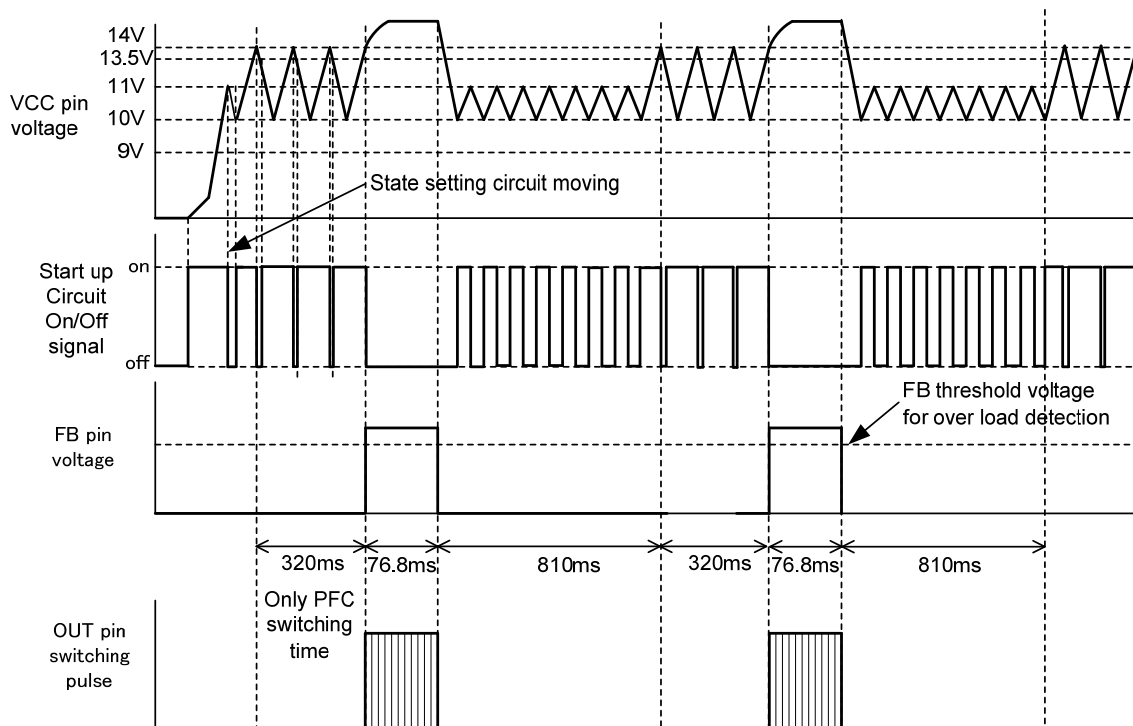 14V
13.5V
11V
10V
9V
VCC pin
voltage
State setting circuit moving
Start up
Circuit
On/Off
signal
on
off
FB threshold voltage
for over load detection
FB pin
voltage
320ms
76.8ms
810ms
320ms
76.8ms
810ms
Only PFC
switching
time
OUT pin
switching
pulse